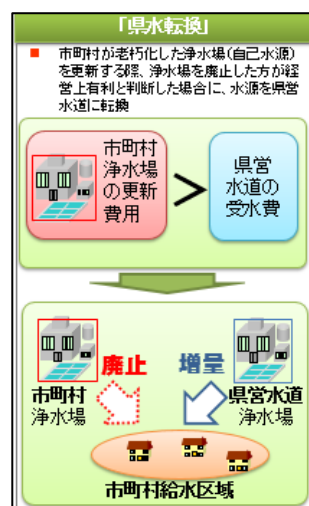 「県水転換」
■ 市町村が老朽化した浄水場(自己水源)
を更新する際、浄水場を廃止した方が経
営上有利と判断した場合に、水源を県営
水道に転換
市町村
浄水場
の更新
費用
>
県営
水道の
受水費
廃止
増量
市町村
浄水場
県営水道
浄水場
市町村給水区域